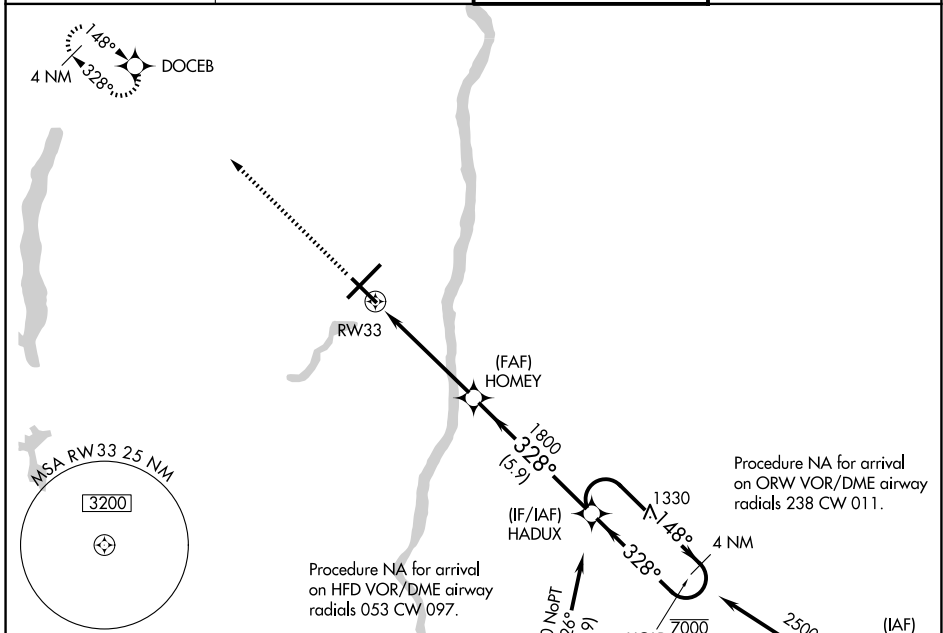 148°
DOCEB
4 NM
328°
RW33
(FAF)
HOMEY
1800
328°
(5.9)
MSA RW33 25 NM
3200
(IF/IAF)
HADUX
1330
148°
4 NM
328°
Procedure NA for arrival
on ORW VOR/DME airway
radials 238 CW 011.
Procedure NA for arrival
on HFD VOR/DME airway
radials 053 CW 097.
NoPT
7000
2500
(IAF)